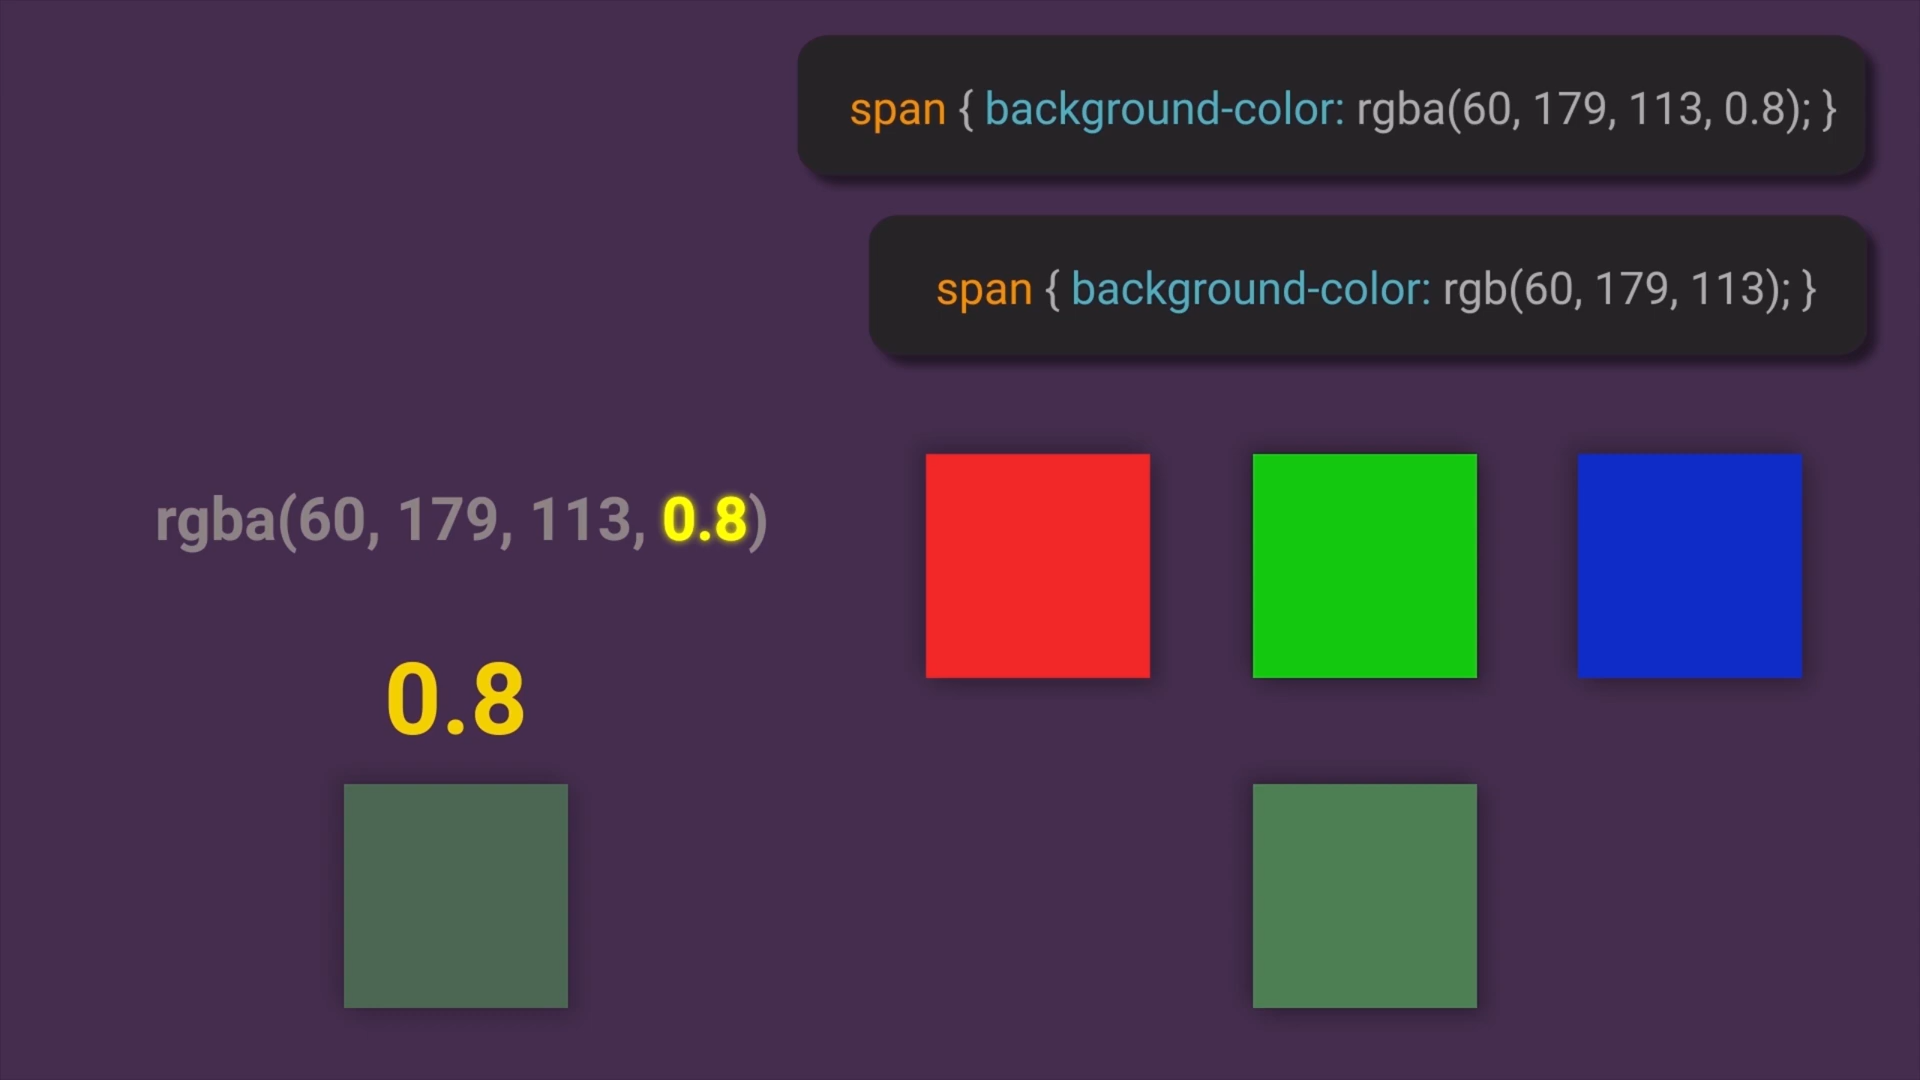 span { background-color: rgba(60, 179, 113, 0.8); }
span { background-color: rgb(60, 179, 113); }
rgba(60, 179, 113, 0.8)
0.8